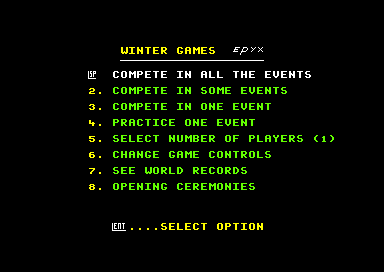 WINTER GAMES epyx
SP COMPETE IN ALL THE EVENTS
2. COMPETE IN SOME EVENTS
3. COMPETE IN ONE EVENT
4. PRACTICE ONE EVENT
5. SELECT NUMBER OF PLAYERS (1)
6. CHANGE GAME CONTROLS
7. SEE WORLD RECORDS
8. OPENING CEREMONIES
ENT ....SELECT OPTION